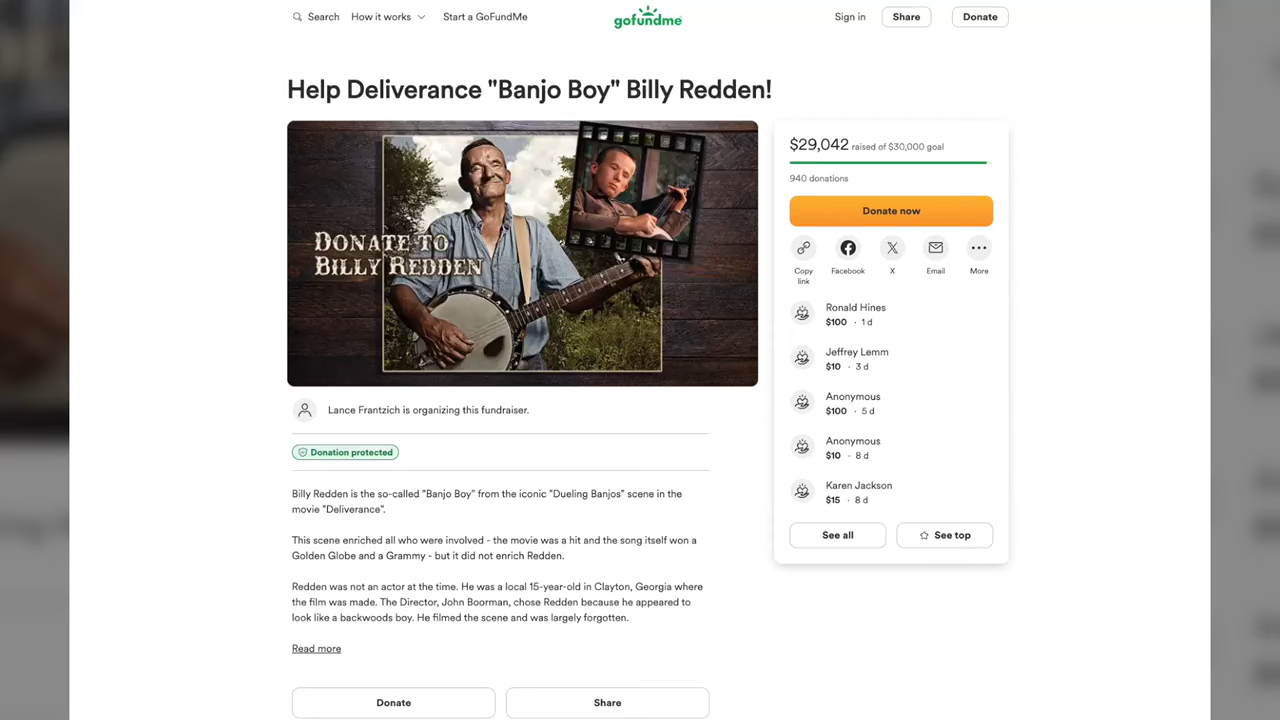 Search How it works Start a GoFundMe gofundme Sign in Share Donate
Help Deliverance "Banjo Boy" Billy Redden!
DONATE TO
BILLY REDDEN
Lance Frantzich is organizing this fundraiser.
Donation protected
Billy Redden is the so-called "Banjo Boy" from the iconic "Dueling Banjos" scene in the
movie "Deliverance".
This scene enriched all who were involved - the movie was a hit and the song itself won a
Golden Globe and a Grammy - but it did not enrich Redden.
Redden was not an actor at the time. He was a local 15-year-old in Clayton, Georgia where
the film was made. The Director, John Boorman, chose Redden because he appeared to
look like a backwoods boy. He filmed the scene and was largely forgotten.
Read more
Donate Share
$29,042 raised of $30,000 goal
940 donations
Donate now
Copy
link
Facebook X Email More
Ronald Hines
$100 · 1 d
Jeffrey Lemm
$10 · 3 d
Anonymous
$100 · 5 d
Anonymous
$10 · 8 d
Karen Jackson
$15 · 8 d
See all See top